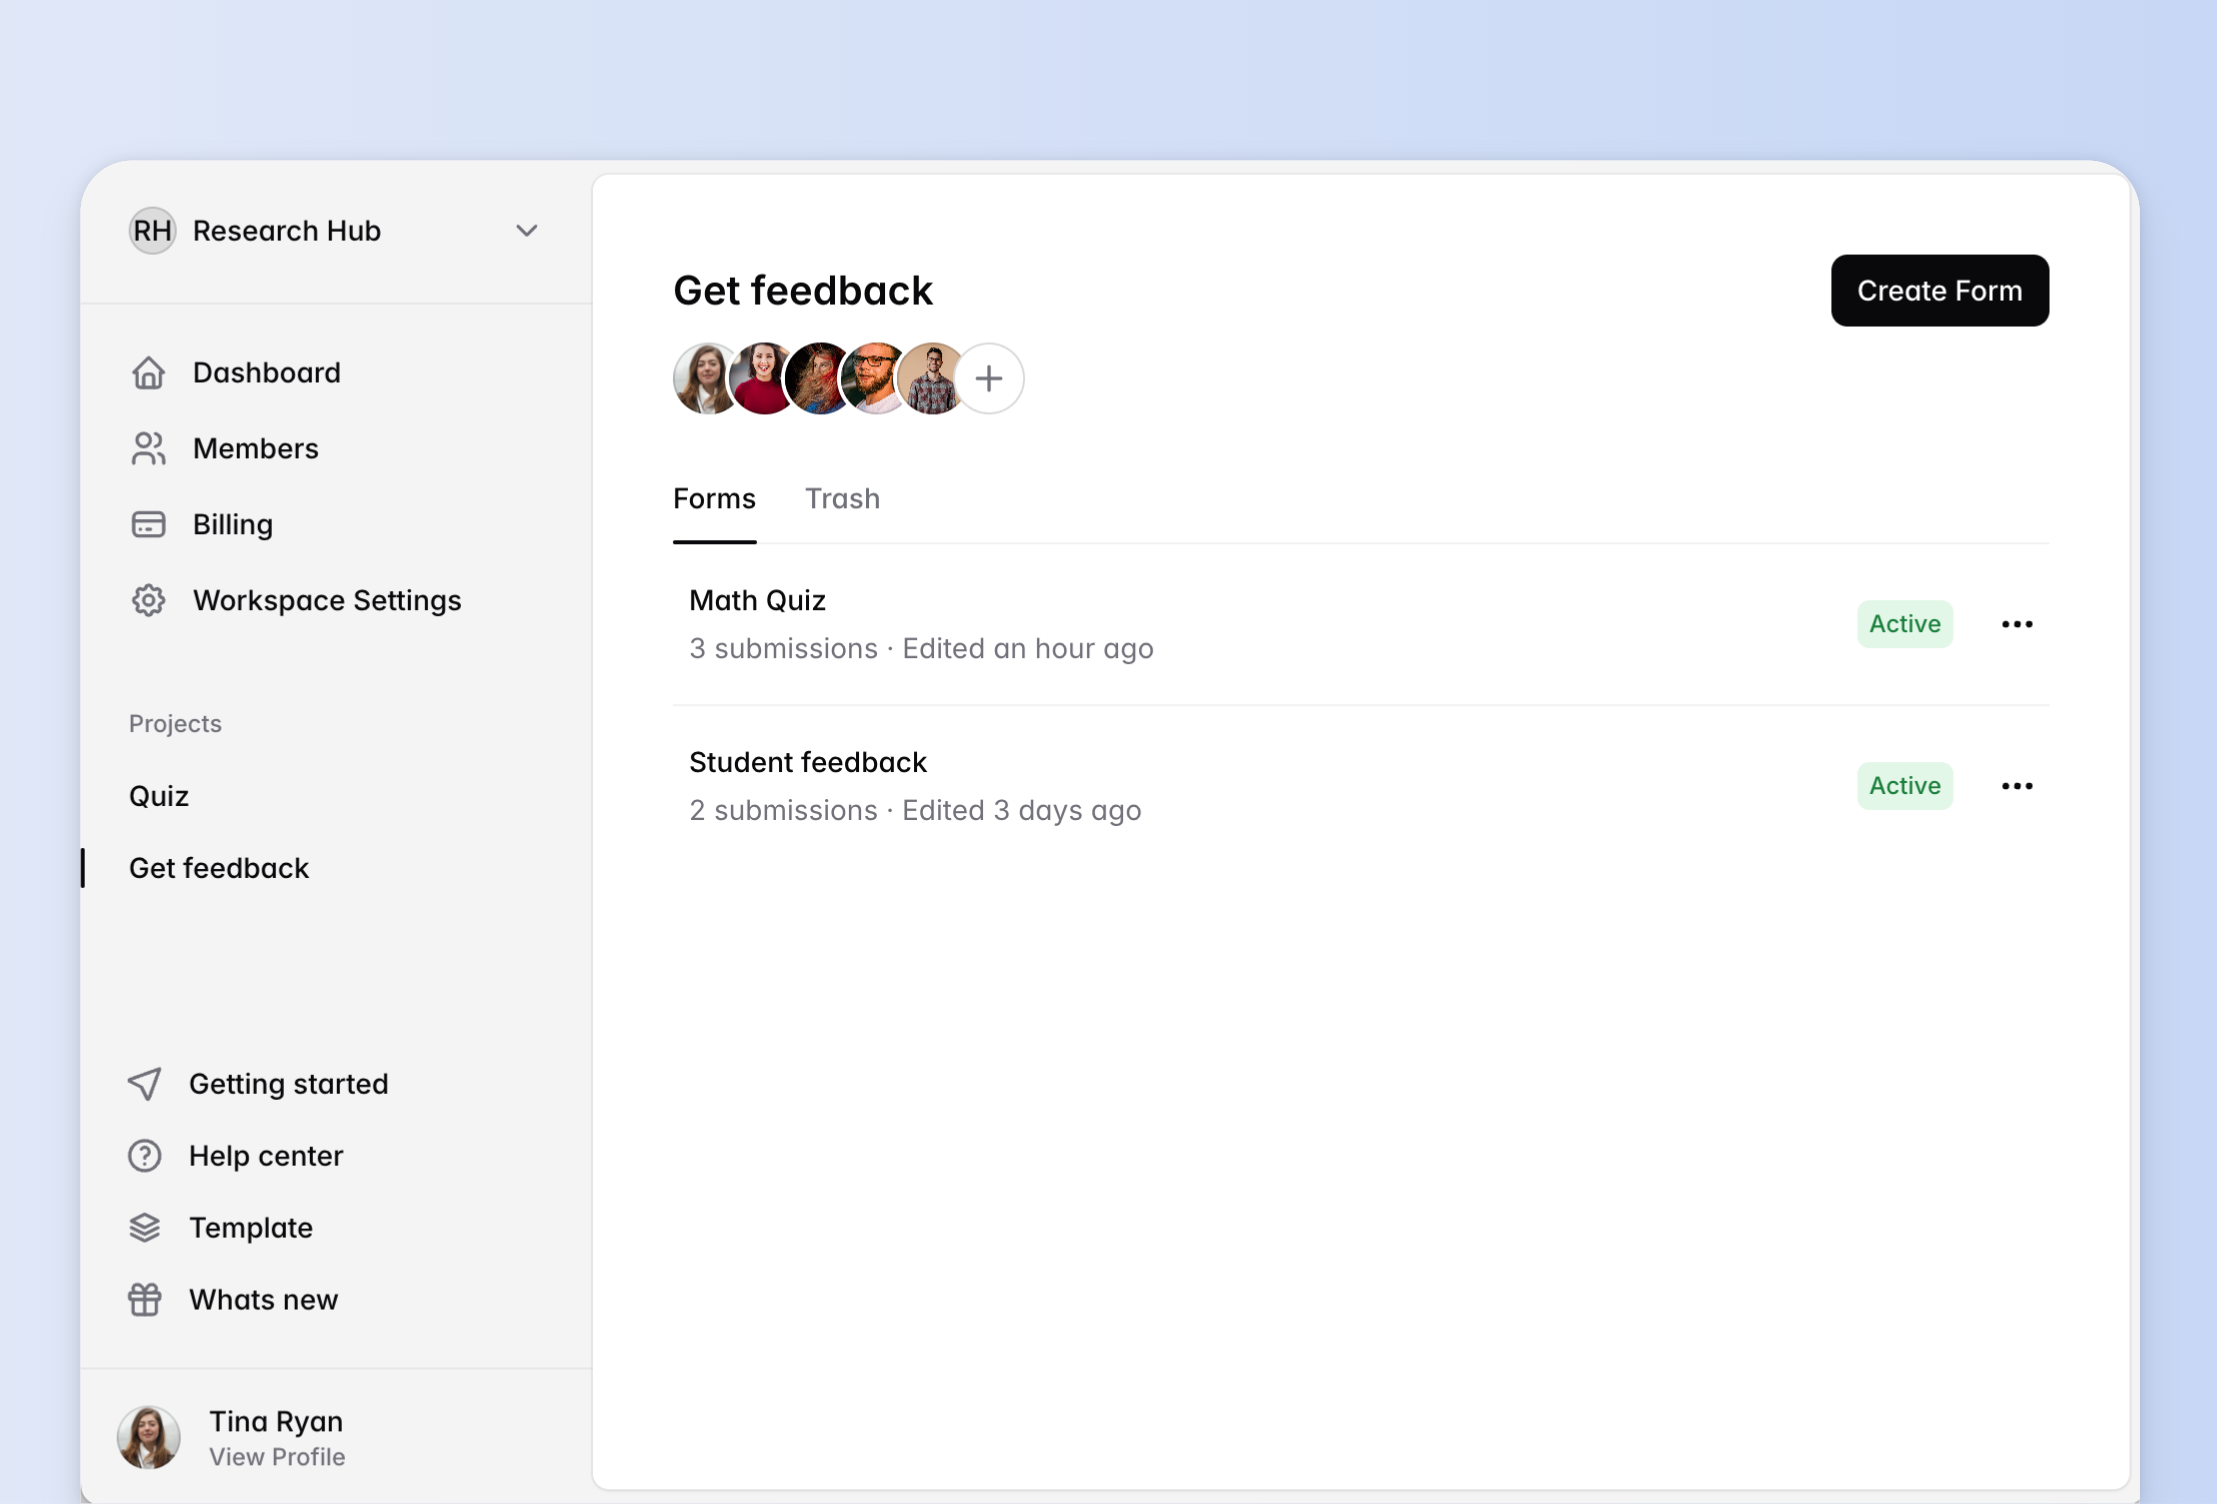 RH Research Hub
Dashboard
Members
Billing
Workspace Settings
Projects
Quiz
Get feedback
Getting started
Help center
Template
Whats new
Tina Ryan
View Profile
Get feedback
Create Form
Forms Trash
Math Quiz
3 submissions · Edited an hour ago
Active
Student feedback
2 submissions · Edited 3 days ago
Active